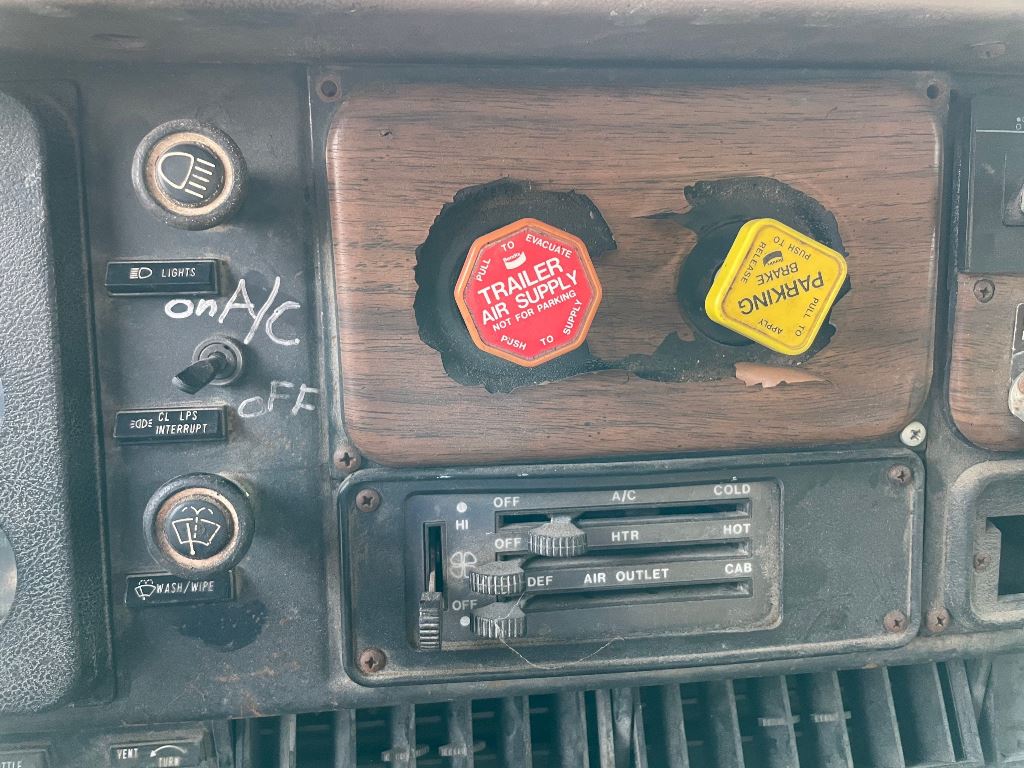 LIGHTS
on A/C
OFF
CL LPS
INTERRUPT
WASH/WIPE
VENT
TURN
PULL TO EVACUATE
Bendix
TRAILER
AIR SUPPLY
NOT FOR PARKING
PUSH TO SUPPLY
PARKING
BRAKE
PULL TO APPLY
PUSH TO RELEASE
OFF A/C COLD
HI
OFF HTR HOT
DEF AIR OUTLET CAB
OFF